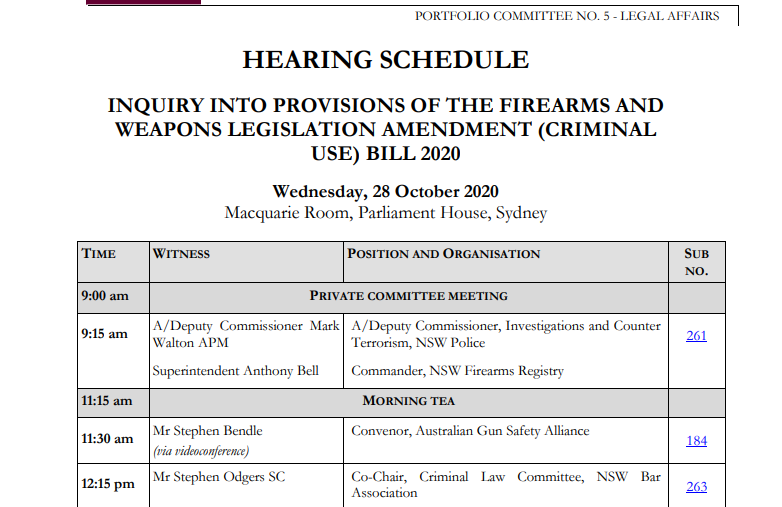 PORTFOLIO COMMITTEE NO. 5 - LEGAL AFFAIRS
HEARING SCHEDULE
INQUIRY INTO PROVISIONS OF THE FIREARMS AND
WEAPONS LEGISLATION AMENDMENT (CRIMINAL
USE) BILL 2020
Wednesday, 28 October 2020
Macquarie Room, Parliament House, Sydney
TIME WITNESS POSITION AND ORGANISATION SUB
NO.
9:00 am PRIVATE COMMITTEE MEETING
9:15 am A/Deputy Commissioner Mark A/Deputy Commissioner, Investigations and Counter 261
Walton APM Terrorism, NSW Police
Superintendent Anthony Bell Commander, NSW Firearms Registry
11:15 am MORNING TEA
11:30 am Mr Stephen Bendle Convenor, Australian Gun Safety Alliance 184
(via videoconference)
12:15 pm Mr Stephen Odgers SC Co-Chair, Criminal Law Committee, NSW Bar 263
Association